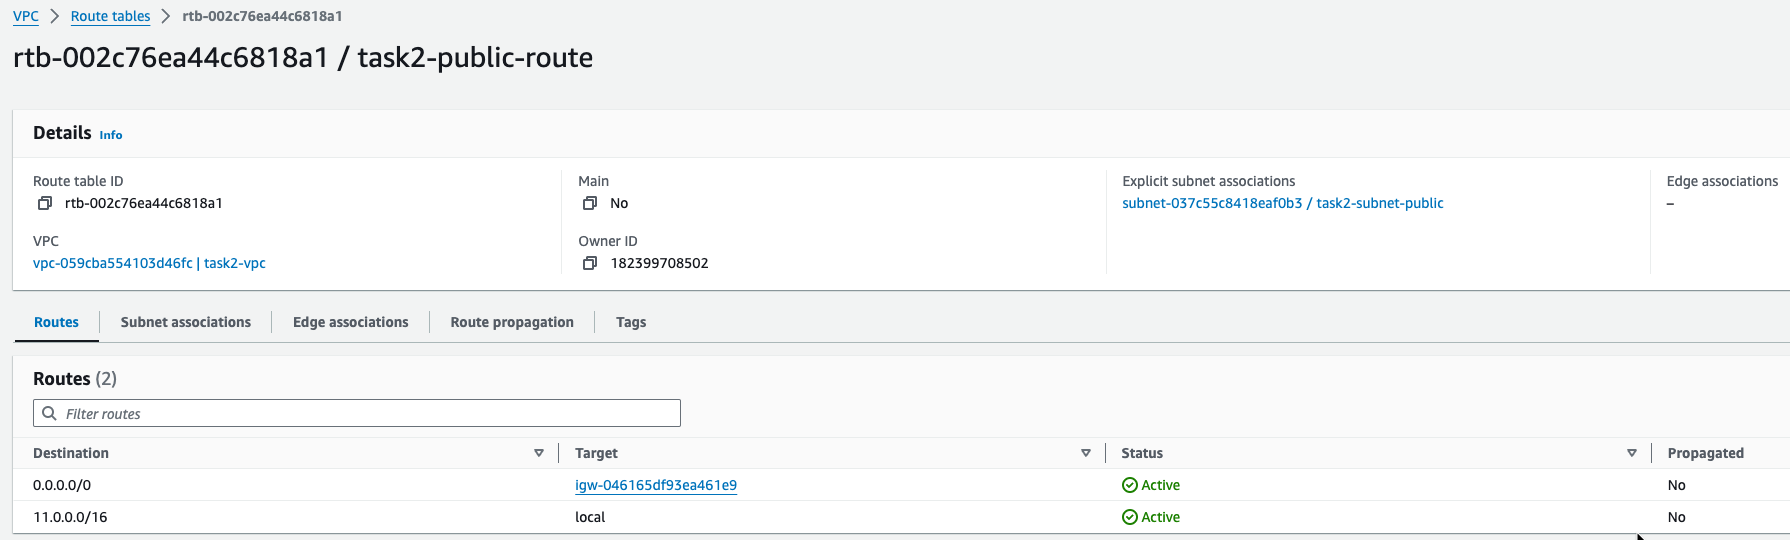 VPC > Route tables > rtb-002c76ea44c6818a1
rtb-002c76ea44c6818a1 / task2-public-route
Details Info
Route table ID
rtb-002c76ea44c6818a1
Main
No
Explicit subnet associations
subnet-037c55c8418eaf0b3 / task2-subnet-public
Edge associations
–
VPC
vpc-059cba554103d46fc | task2-vpc
Owner ID
182399708502
Routes Subnet associations Edge associations Route propagation Tags
Routes (2)
Filter routes
Destination Target Status Propagated
0.0.0.0/0 igw-046165df93ea461e9 Active No
11.0.0.0/16 local Active No